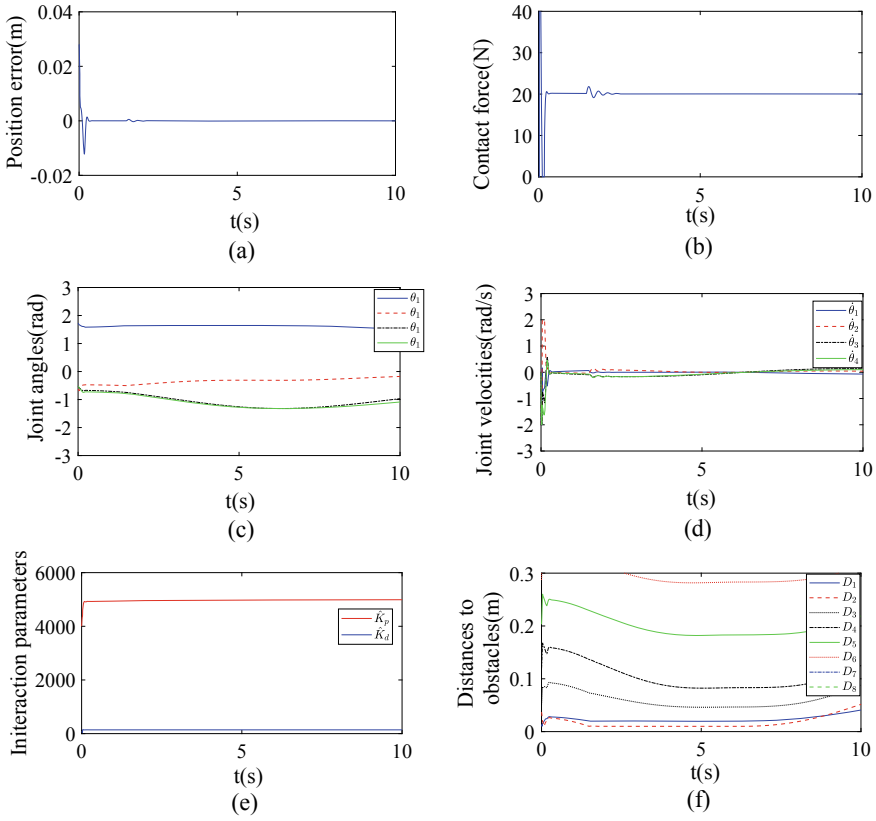 0.04
0.02
0
-0.02
Position error(m)
0
5
10
t(s)
(a)
40
30
20
10
0
Contact force(N)
0
5
10
t(s)
(b)
3
2
1
0
-1
-2
-3
Joint angles(rad)
θ1
θ1
θ1
θ1
0
5
10
t(s)
(c)
3
2
1
0
-1
-2
-3
Joint velocities(rad/s)
θ̇1
θ̇2
θ̇3
θ̇4
0
5
10
t(s)
(d)
6000
4000
2000
0
Initeraction parameters
K̂p
K̂d
0
5
10
t(s)
(e)
0.3
0.2
0.1
0
Distances to
obstacles(m)
D1
D2
D3
D4
D5
D6
D7
D8
0
5
10
t(s)
(f)